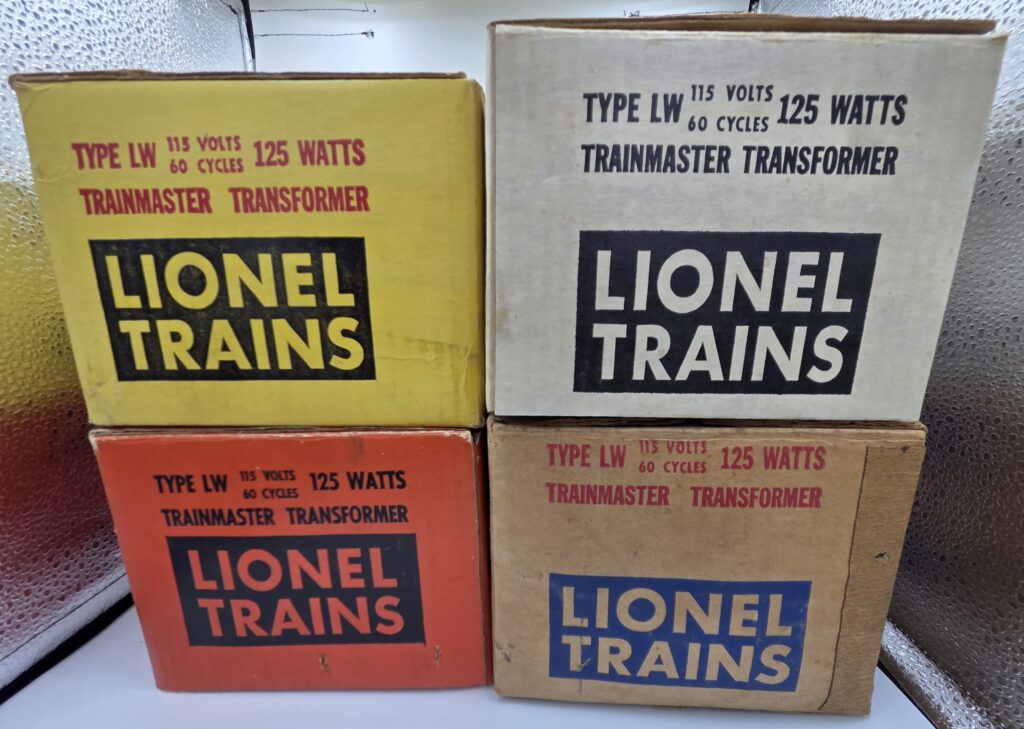 TYPE LW 115 VOLTS 60 CYCLES 125 WATTS
TRAINMASTER TRANSFORMER
LIONEL
TRAINS
TYPE LW 115 VOLTS 60 CYCLES 125 WATTS
TRAINMASTER TRANSFORMER
LIONEL
TRAINS
TYPE LW 115 VOLTS 60 CYCLES 125 WATTS
TRAINMASTER TRANSFORMER
LIONEL
TRAINS
TYPE LW 115 VOLTS 60 CYCLES 125 WATTS
TRAINMASTER TRANSFORMER
LIONEL
TRAINS